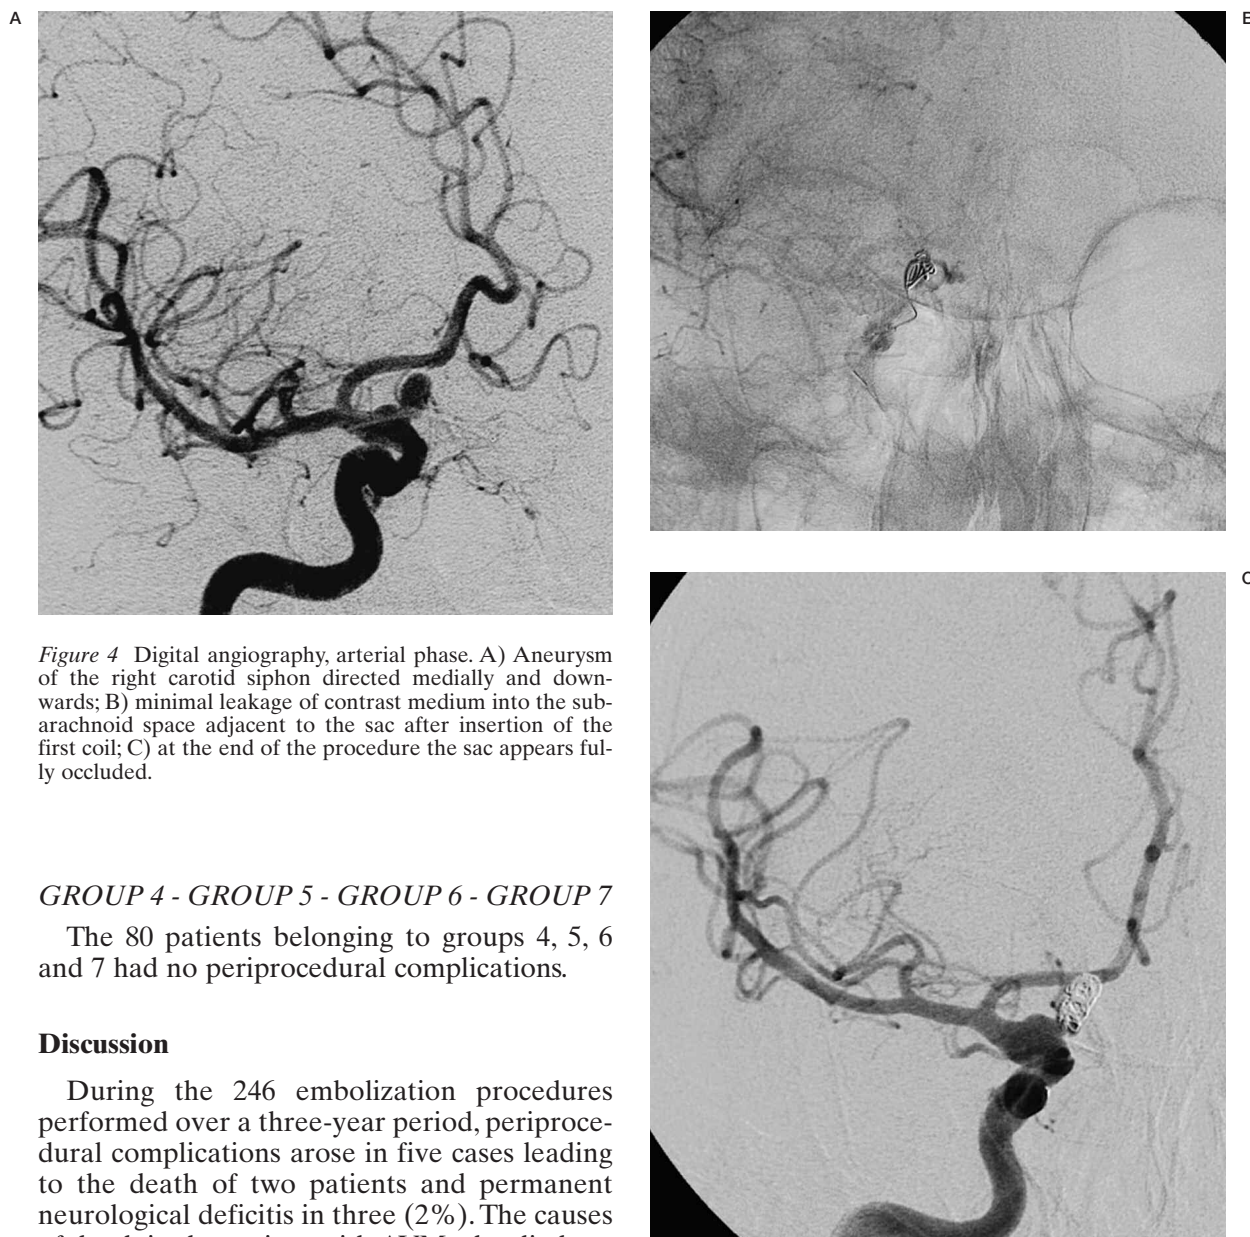 A
B
Figure 4 Digital angiography, arterial phase. A) Aneurysm
of the right carotid siphon directed medially and down-
wards; B) minimal leakage of contrast medium into the sub-
arachnoid space adjacent to the sac after insertion of the
first coil; C) at the end of the procedure the sac appears ful-
ly occluded.
C
GROUP 4 - GROUP 5 - GROUP 6 - GROUP 7
The 80 patients belonging to groups 4, 5, 6
and 7 had no periprocedural complications.
Discussion
During the 246 embolization procedures
performed over a three-year period, periproce-
dural complications arose in five cases leading
to the death of two patients and permanent
neurological deficitis in three (2%). The causes